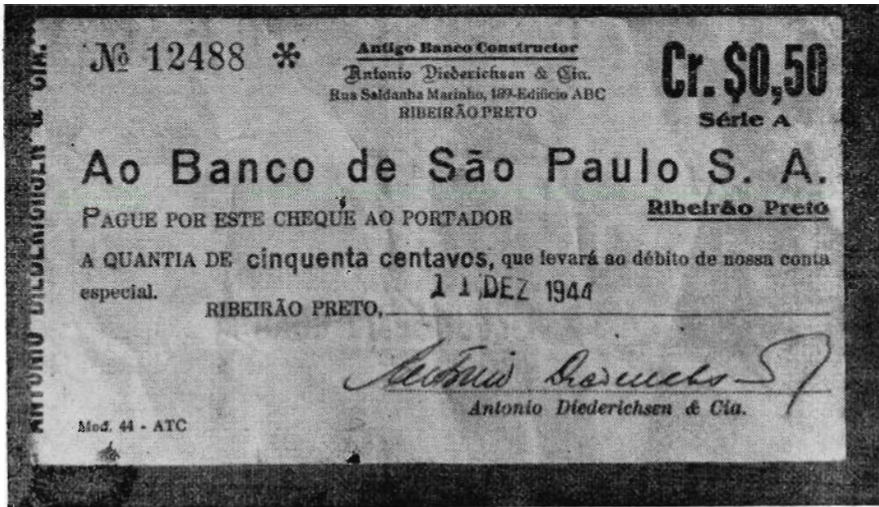 ANTONIO DIEDERICHSEN & CIA.
Nº 12488 *
Antigo Banco Constructor
Antonio Diederichsen & Cia.
Rua Saldanha Marinho, 189-Edifício ABC
RIBEIRÃO PRETO
Cr. $0,50
Série A
Ao Banco de São Paulo S. A.
Ribeirão Preto
PAGUE POR ESTE CHEQUE AO PORTADOR
A QUANTIA DE cinquenta centavos, que levará ao débito de nossa conta
especial.
RIBEIRÃO PRETO, 11 DEZ 1944
Antonio Diederichsen & Cia.
Mod. 44 - ATC